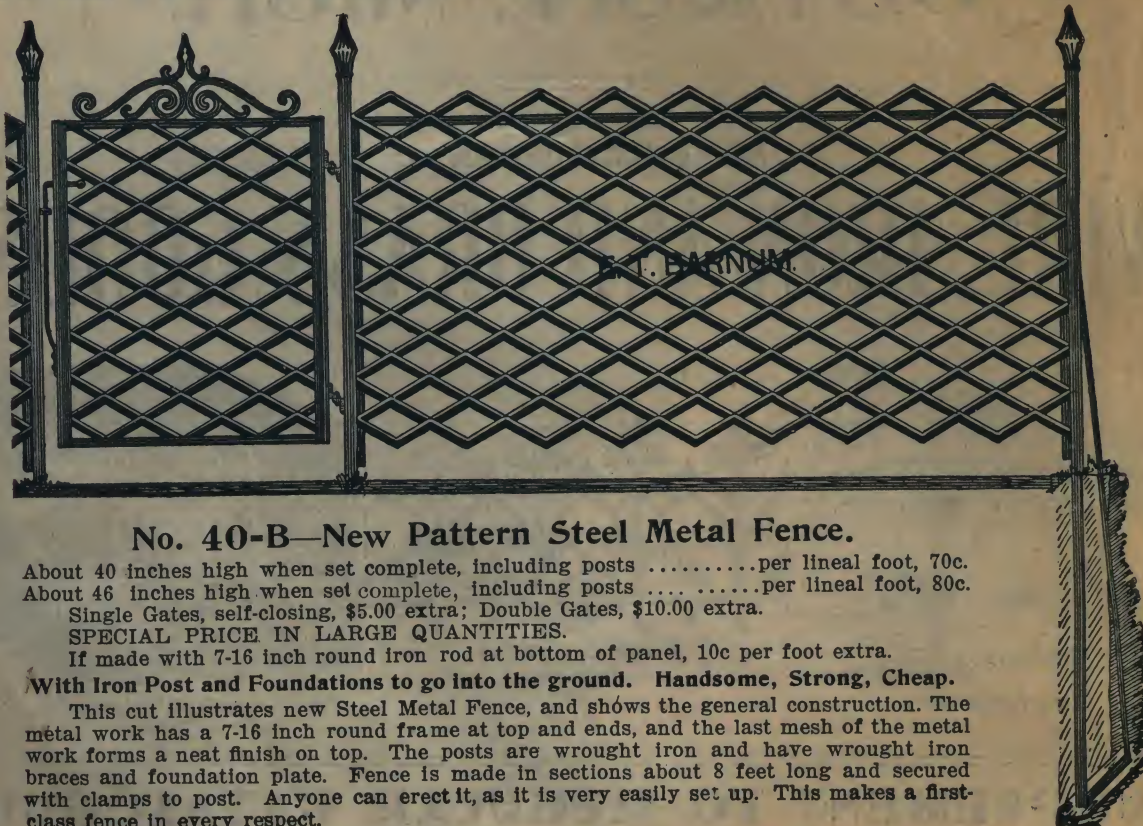 E. T. BARNUM.
No. 40-B—New Pattern Steel Metal Fence.
About 40 inches high when set complete, including posts ..........per lineal foot, 70c.
About 46 inches high when set complete, including posts .... ......per lineal foot, 80c.
Single Gates, self-closing, $5.00 extra; Double Gates, $10.00 extra.
SPECIAL PRICE IN LARGE QUANTITIES.
If made with 7-16 inch round iron rod at bottom of panel, 10c per foot extra.
With Iron Post and Foundations to go into the ground. Handsome, Strong, Cheap.
This cut illustrates new Steel Metal Fence, and shows the general construction. The
metal work has a 7-16 inch round frame at top and ends, and the last mesh of the metal
work forms a neat finish on top. The posts are wrought iron and have wrought iron
braces and foundation plate. Fence is made in sections about 8 feet long and secured
with clamps to post. Anyone can erect it, as it is very easily set up. This makes a first-
class fence in every respect.